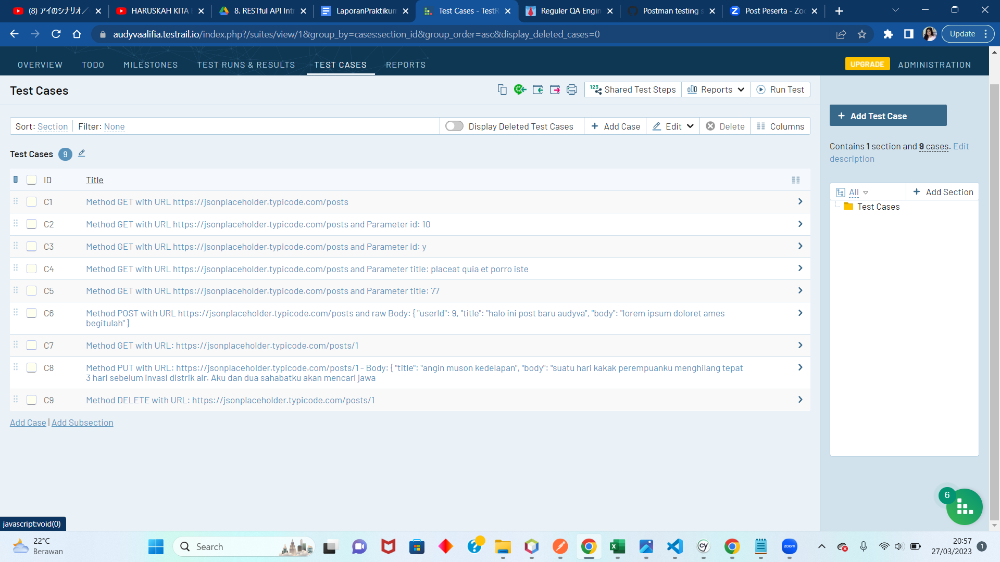 (8) アイのシナリオ／
HARUSKAH KITA
8. RESTful API Int
LaporanPraktikum
Test Cases - TestR
Reguler QA Engin
Postman testing s
Post Peserta - Zoo
audyvaalifia.testrail.io/index.php?/suites/view/1&group_by=cases:section_id&group_order=asc&display_deleted_cases=0
Update
OVERVIEW
TODO
MILESTONES
TEST RUNS & RESULTS
TEST CASES
REPORTS
UPGRADE
ADMINISTRATION
Test Cases
Shared Test Steps
Reports
Run Test
Sort: Section
Filter: None
Display Deleted Test Cases
+ Add Case
Edit
Delete
Columns
+ Add Test Case
Contains 1 section and 9 cases. Edit
description
Test Cases 9
ID Title
C1 Method GET with URL https://jsonplaceholder.typicode.com/posts
C2 Method GET with URL https://jsonplaceholder.typicode.com/posts and Parameter id: 10
C3 Method GET with URL https://jsonplaceholder.typicode.com/posts and Parameter id: y
C4 Method GET with URL https://jsonplaceholder.typicode.com/posts and Parameter title: placeat quia et porro iste
C5 Method GET with URL https://jsonplaceholder.typicode.com/posts and Parameter title: 77
C6 Method POST with URL https://jsonplaceholder.typicode.com/posts and raw Body: { "userId": 9, "title": "halo ini post baru audyva", "body": "lorem ipsum doloret ames
begitulah" }
C7 Method GET with URL: https://jsonplaceholder.typicode.com/posts/1
C8 Method PUT with URL: https://jsonplaceholder.typicode.com/posts/1 - Body: { "title": "angin muson kedelapan", "body": "suatu hari kakak perempuanku menghilang tepat
3 hari sebelum invasi distrik air. Aku dan dua sahabatku akan mencari jawa
C9 Method DELETE with URL: https://jsonplaceholder.typicode.com/posts/1
Add Case | Add Subsection
All
+ Add Section
Test Cases
6
javascript:void(0)
22°C
Berawan
Search
CY
zoom
20:57
27/03/2023
1